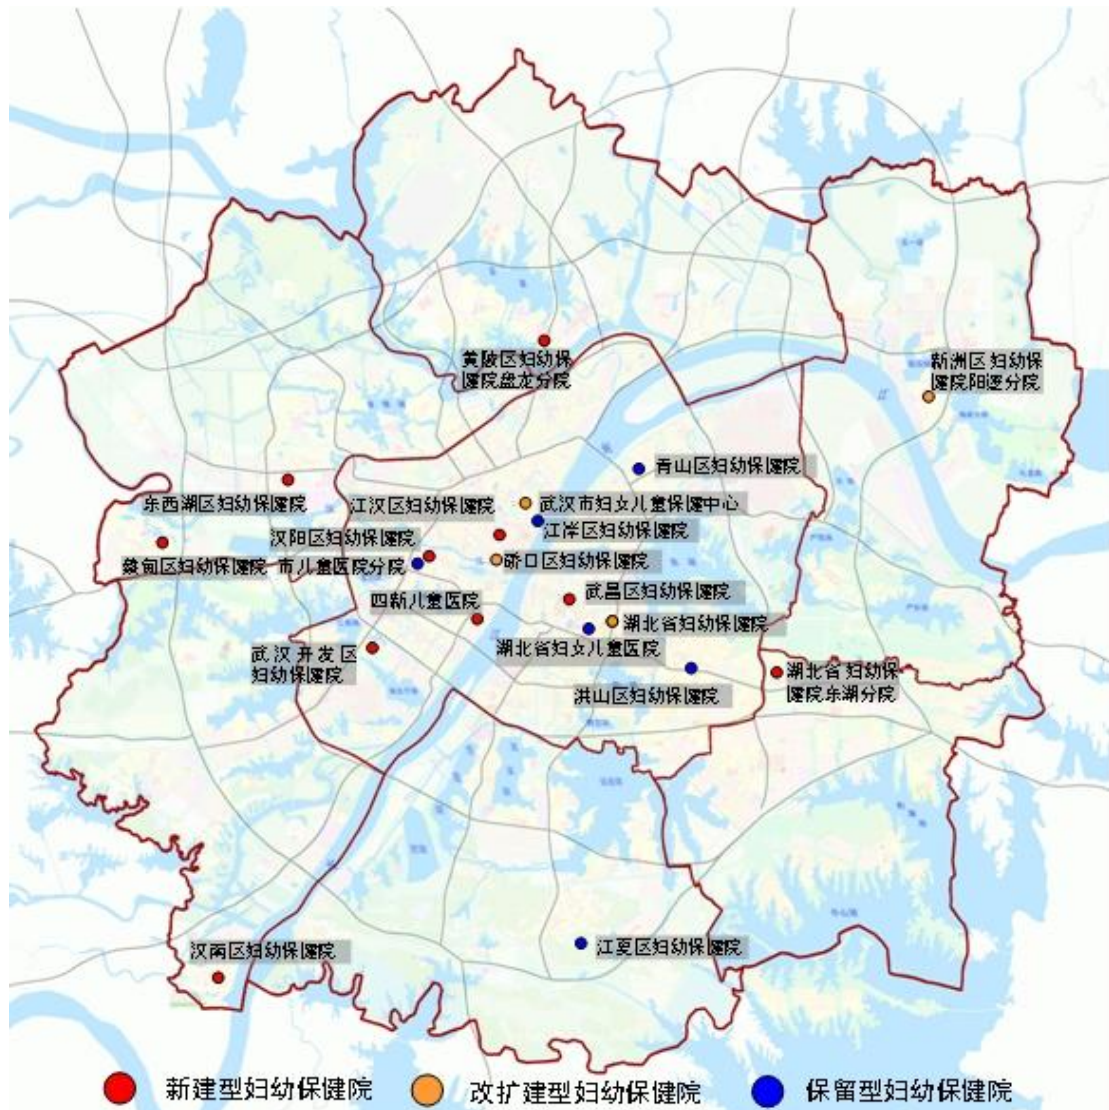 黄陂区妇幼保
健院盘龙分院
新洲区妇幼保
健院阳逻分院
青山区妇幼保健院
东西湖区妇幼保健院
江汉区妇幼保健院
武汉市妇女儿童保健中心
江岸区妇幼保健院
汉阳区妇幼保健院
蔡甸区妇幼保健院
市儿童医院分院
硚口区妇幼保健院
四新儿童医院
武昌区妇幼保健院
湖北省妇幼保健院
湖北省妇女儿童医院
武汉开发区
妇幼保健院
洪山区妇幼保健院
湖北省妇幼保
健院东湖分院
汉南区妇幼保健院
江夏区妇幼保健院
新建型妇幼保健院
改扩建型妇幼保健院
保留型妇幼保健院